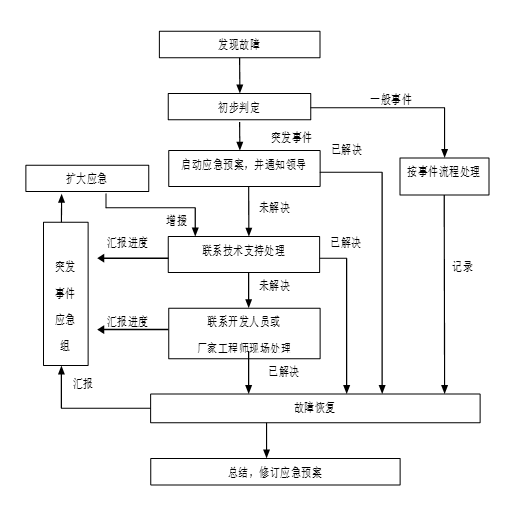 发现故障
初步判定
一般事件
突发事件
已解决
启动应急预案，并通知领导
按事件流程处理
扩大应急
未解决
增援
联系技术支持处理
已解决
汇报进度
突发
事件
应急
组
记录
未解决
汇报进度
联系开发人员或
厂家工程师现场处理
已解决
汇报
故障恢复
总结，修订应急预案